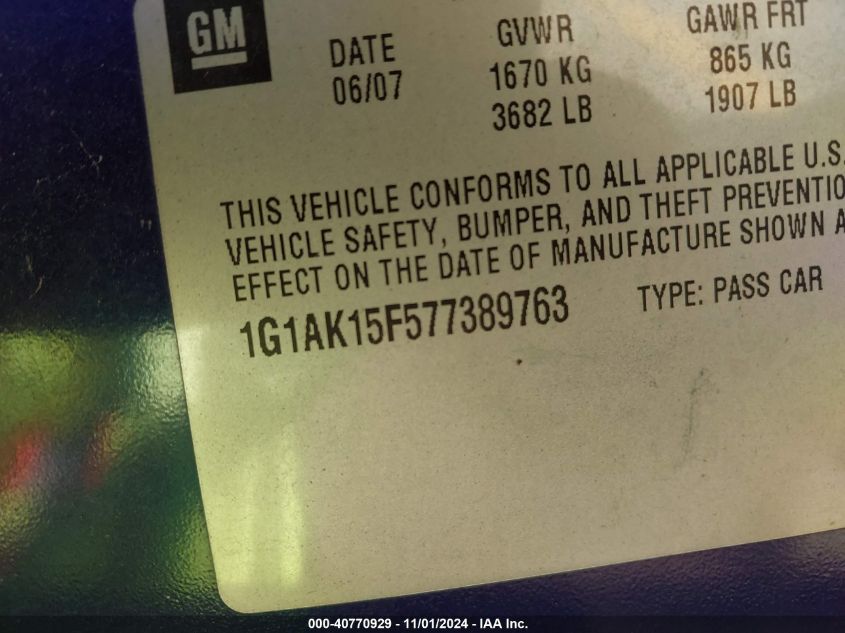 GM
DATE
06/07
GVWR
1670 KG
3682 LB
GAWR FRT
865 KG
1907 LB
THIS VEHICLE CONFORMS TO ALL APPLICABLE U.S.
VEHICLE SAFETY, BUMPER, AND THEFT PREVENTIO
EFFECT ON THE DATE OF MANUFACTURE SHOWN A
1G1AK15F577389763
TYPE: PASS CAR
000-40770929 - 11/01/2024 - IAA Inc.